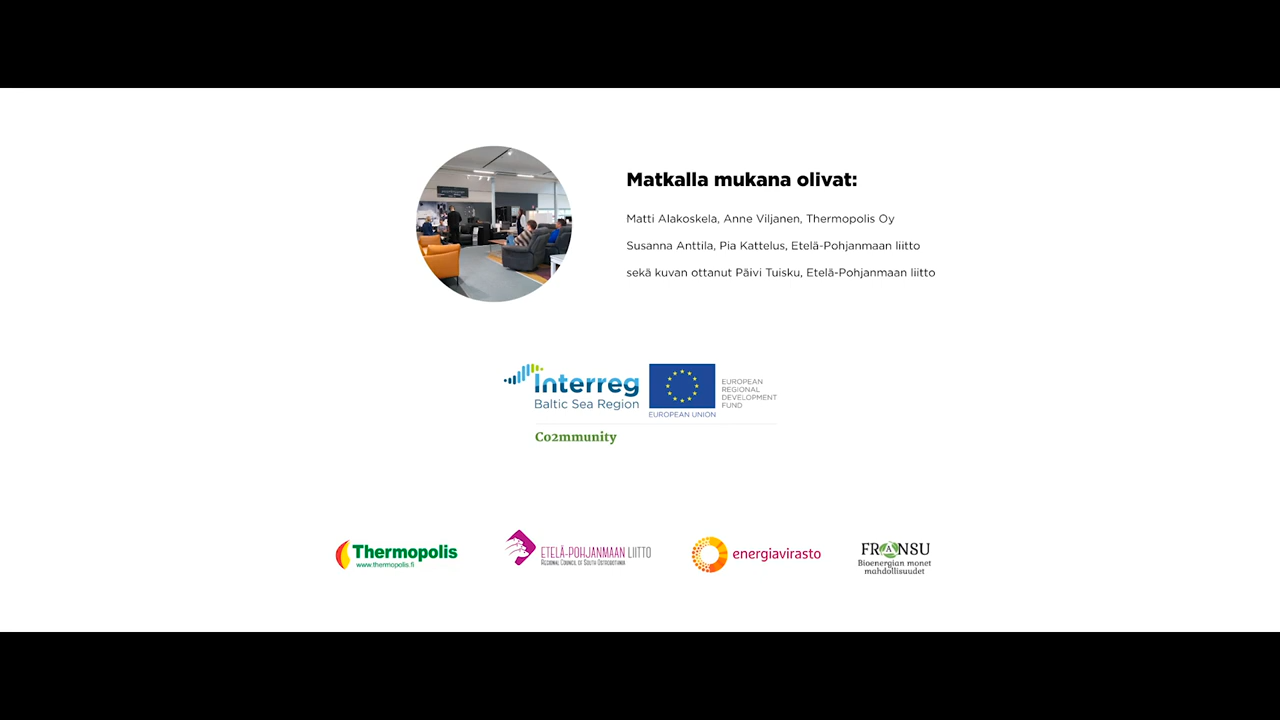 Matkalla mukana olivat:
Matti Alakoskela, Anne Viljanen, Thermopolis Oy
Susanna Anttila, Pia Kattelus, Etelä-Pohjanmaan liitto
sekä kuvan ottanut Päivi Tuisku, Etelä-Pohjanmaan liitto
Interreg
Baltic Sea Region
EUROPEAN UNION
EUROPEAN
REGIONAL
DEVELOPMENT
FUND
Co2mmunity
Thermopolis
www.thermopolis.fi
ETELÄ-POHJANMAAN LIITTO
REGIONAL COUNCIL OF SOUTH OSTROBOTHNIA
energiavirasto
FRANSU
Bioenergian monet
mahdollisuudet